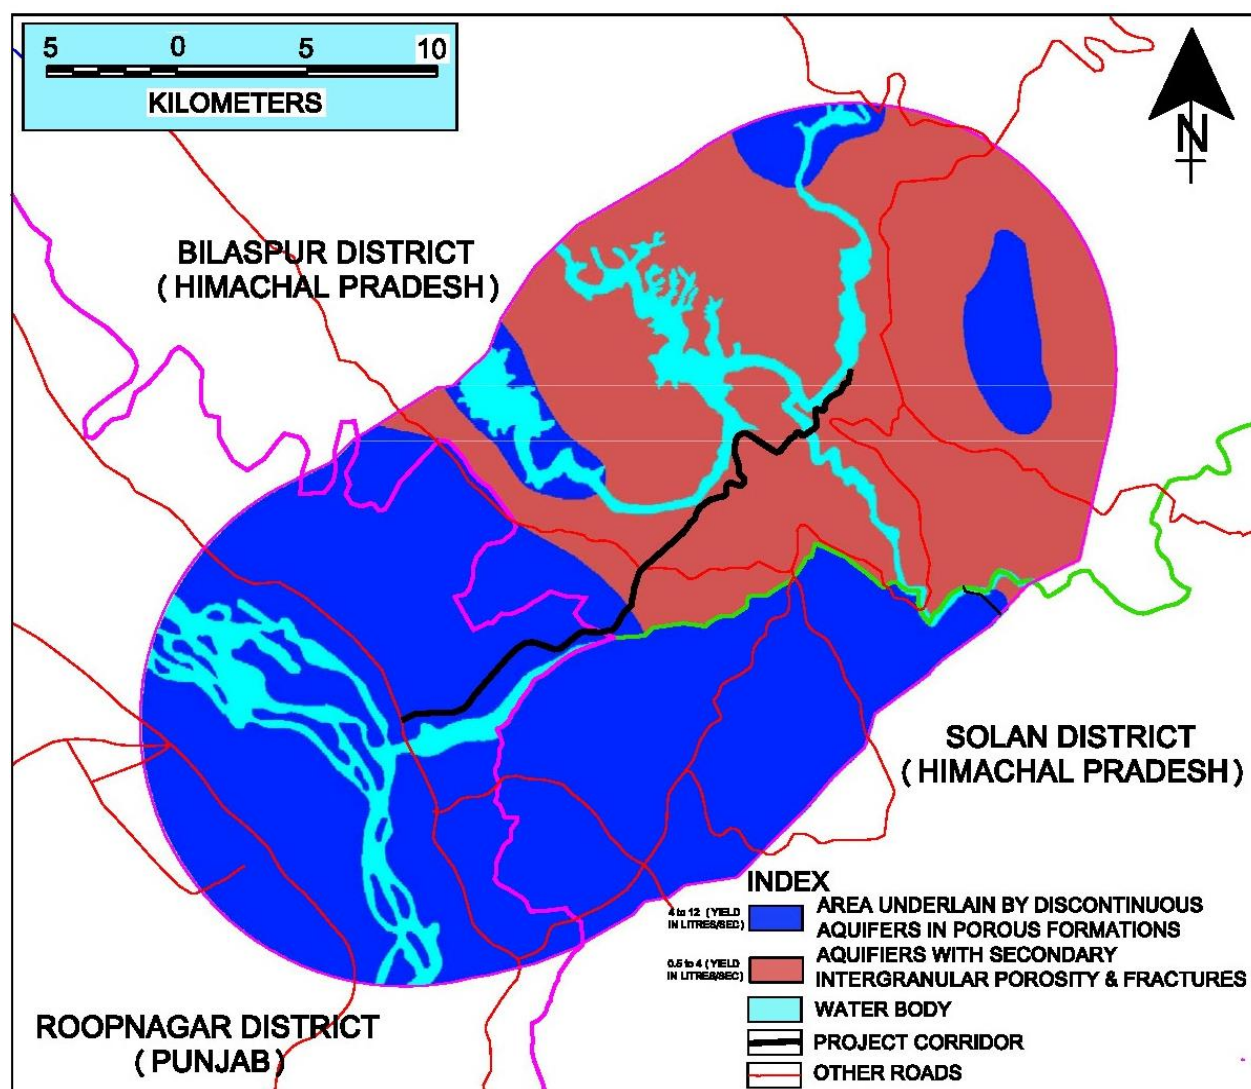 5 0 5 10
KILOMETERS
N
BILASPUR DISTRICT
( HIMACHAL PRADESH )
SOLAN DISTRICT
( HIMACHAL PRADESH )
ROOPNAGAR DISTRICT
( PUNJAB )
INDEX
4 to 12 ( YIELD
IN LITRES/SEC)
AREA UNDERLAIN BY DISCONTINUOUS
AQUIFERS IN POROUS FORMATIONS
0.5 to 4 ( YIELD
IN LITRES/SEC)
AQUIFIERS WITH SECONDARY
INTERGRANULAR POROSITY & FRACTURES
WATER BODY
PROJECT CORRIDOR
OTHER ROADS